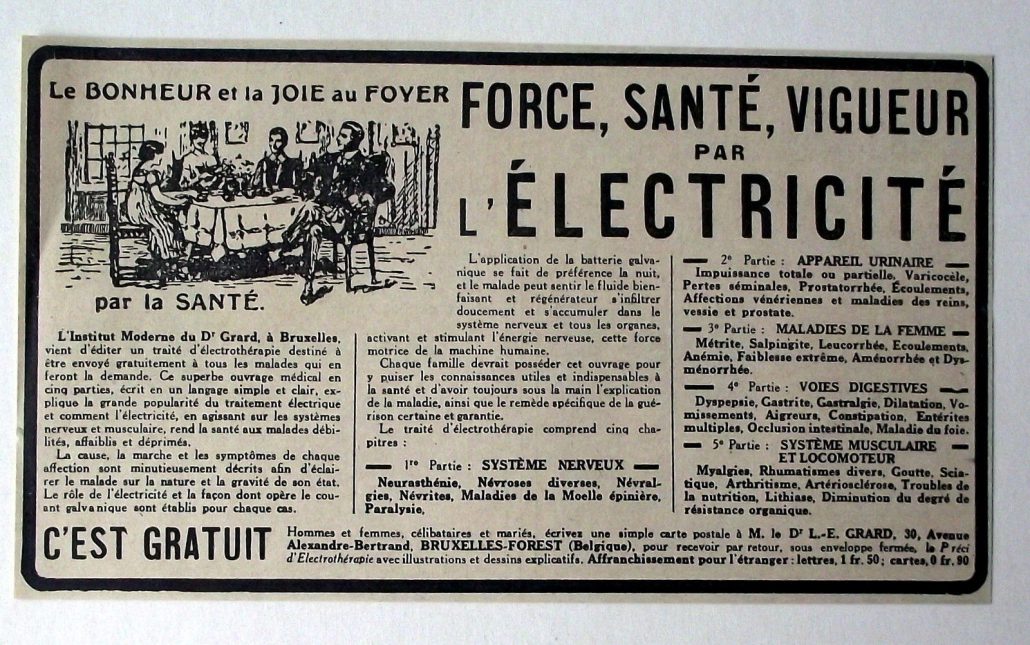 Le BONHEUR et la JOIE au FOYER
par la SANTÉ.
FORCE, SANTÉ, VIGUEUR
PAR
L'ÉLECTRICITÉ
L'Institut Moderne du Dr Grard, à Bruxelles,
vient d'éditer un traité d'électrothérapie destiné à
être envoyé gratuitement à tous les malades qui en
feront la demande. Ce superbe ouvrage médical en
cinq parties, écrit en un langage simple et clair, ex-
plique la grande popularité du traitement électrique
et comment l'électricité, en agissant sur les systèmes
nerveux et musculaire, rend la santé aux malades débi-
lités, affaiblis et déprimés.
La cause, la marche et les symptômes de chaque
affection sont minutieusement décrits afin d'éclai-
rer le malade sur la nature et la gravité de son état.
Le rôle de l'électricité et la façon dont opère le cou-
ant galvanique sont établis pour chaque cas.
L'application de la batterie galva-
nique se fait de préférence la nuit,
et le malade peut sentir le fluide bien-
faisant et régénérateur s'infiltrer
doucement et s'accumuler dans le
système nerveux et tous les organes,
activant et stimulant l'énergie nerveuse, cette force
motrice de la machine humaine.
Chaque famille devrait posséder cet ouvrage pour
y puiser les connaissances utiles et indispensables à
la santé et d'avoir toujours sous la main l'explication
de la maladie, ainsi que le remède spécifique de la gué-
rison certaine et garantie.
Le traité d'électrothérapie comprend cinq cha-
pitres :
1re Partie : SYSTÈME NERVEUX
Neurasthénie, Névroses diverses, Névral-
gies, Névrites, Maladies de la Moelle épinière,
Paralysie,
2e Partie : APPAREIL URINAIRE
Impuissance totale ou partielle, Varicocèle,
Pertes séminales, Prostatorrhée, Écoulements,
Affections vénériennes et maladies des reins,
vessie et prostate.
3e Partie : MALADIES DE LA FEMME
Métrite, Salpingite, Leucorrhée, Ecoulements,
Anémie, Faiblesse extrême, Aménorrhée et Dys-
ménorrhée.
4e Partie : VOIES DIGESTIVES
Dyspepsie, Gastrite, Gastralgie, Dilatation, Vo-
missements, Aigreurs, Constipation, Entérites
multiples, Occlusion intestinale, Maladie du foie.
5e Partie : SYSTÈME MUSCULAIRE
ET LOCOMOTEUR
Myalgies, Rhumatismes divers, Goutte, Scia-
tique, Arthritisme, Artériosclérose, Troubles de
la nutrition, Lithiase, Diminution du degré de
résistance organique.
C'EST GRATUIT
Hommes et femmes, célibataires et mariés, écrivez une simple carte postale à M. le Dr L.-E. GRARD, 30, Avenue
Alexandre-Bertrand, BRUXELLES-FOREST (Belgique), pour recevoir par retour, sous enveloppe fermée, le Préci
d'Electrothérapie avec illustrations et dessins explicatifs. Affranchissement pour l'étranger : lettres, 1 fr. 50 ; cartes, 0 fr. 90